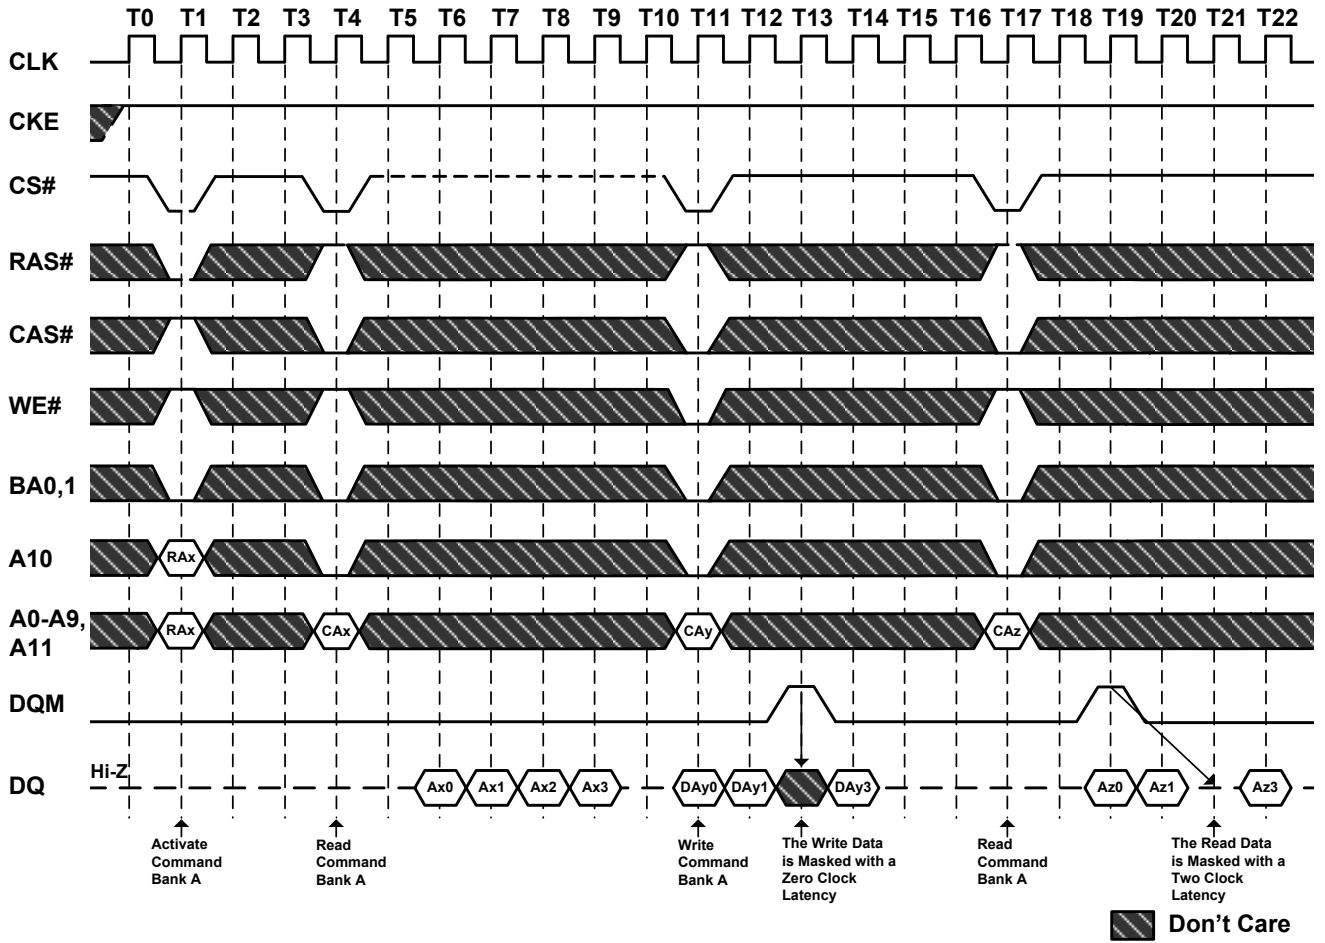 T0 T1 T2 T3 T4 T5 T6 T7 T8 T9 T10 T11 T12 T13 T14 T15 T16 T17 T18 T19 T20 T21 T22
CLK
CKE
CS#
RAS#
CAS#
WE#
BA0,1
A10 RAx
A0-A9, RAx CAx CAy CAz
A11
DQM
Hi-Z
DQ Ax0 Ax1 Ax2 Ax3 DAy0 DAy1 DAy3 Az0 Az1 Az3
Activate
Command
Bank A
Read
Command
Bank A
Write
Command
Bank A
The Write Data
is Masked with a
Zero Clock
Latency
Read
Command
Bank A
The Read Data
is Masked with a
Two Clock
Latency
Don't Care